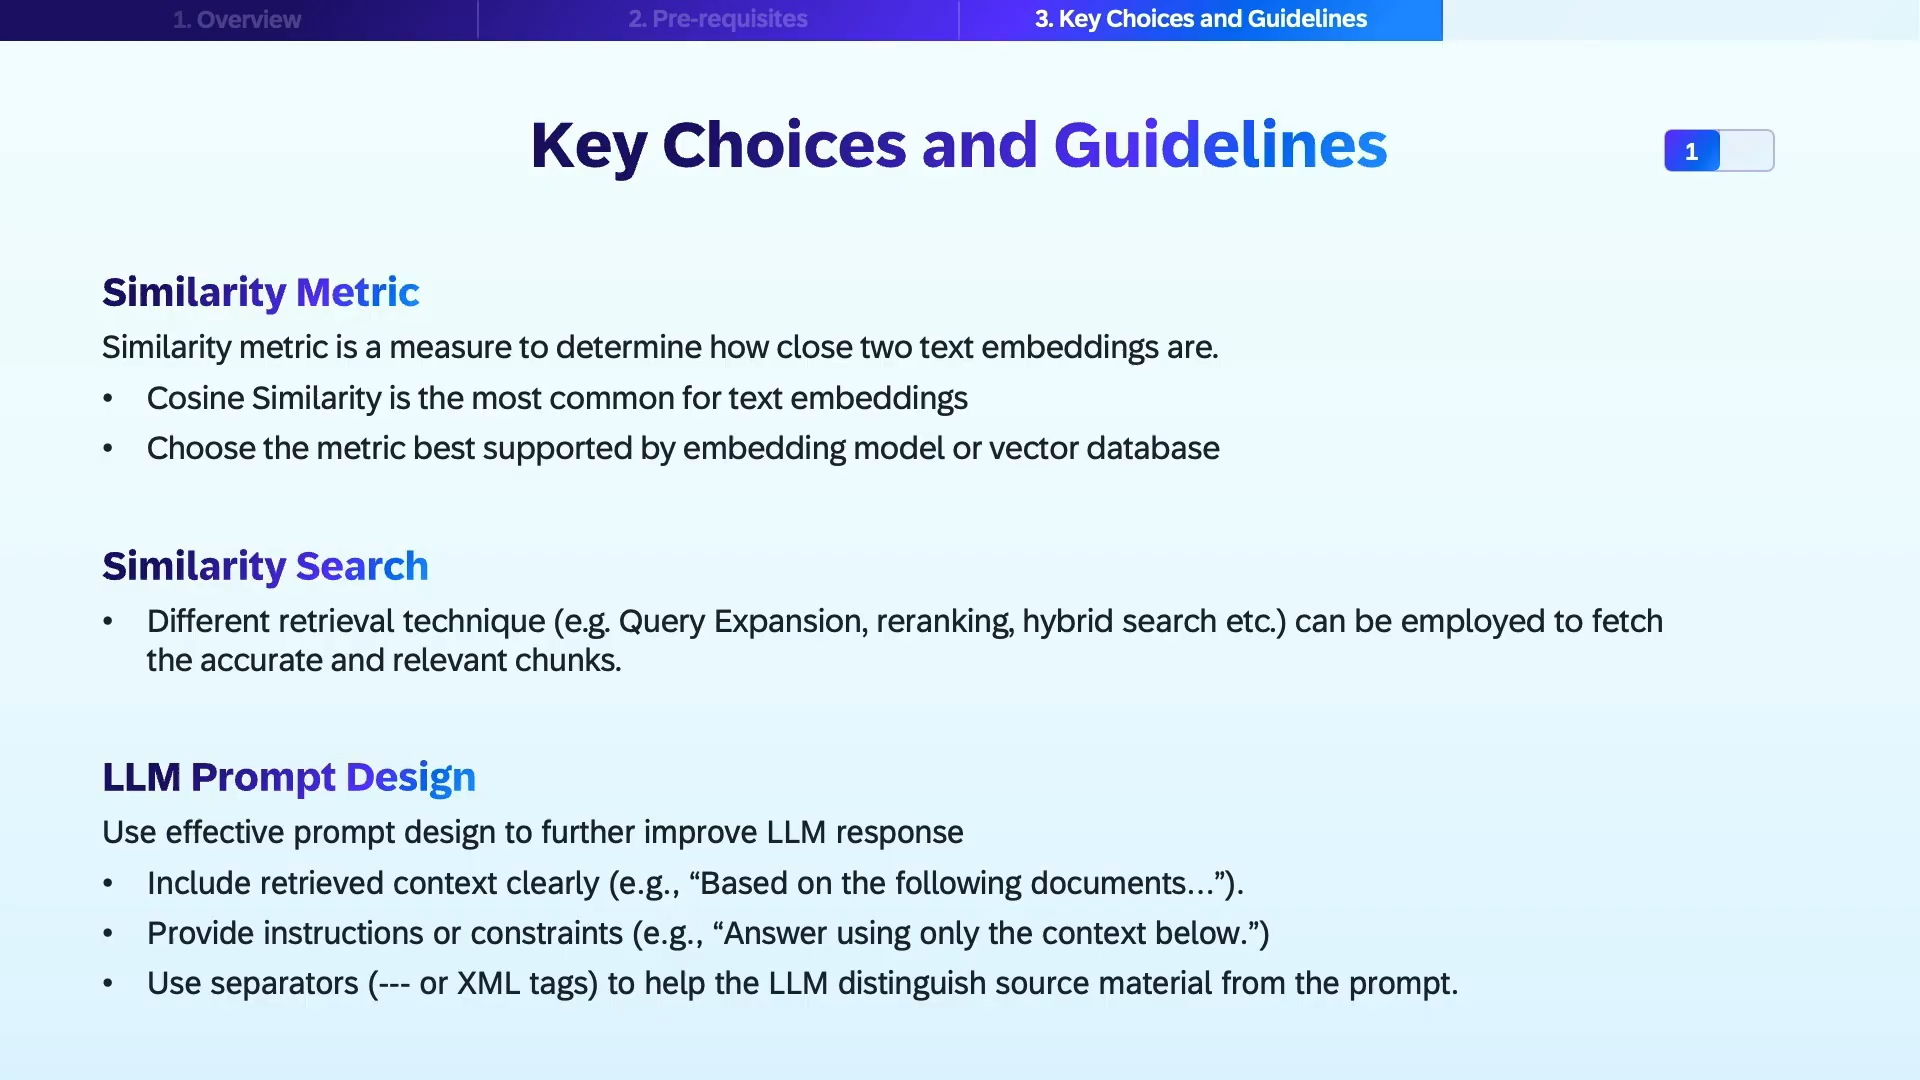 1. Overview
2. Pre-requisites
3. Key Choices and Guidelines
Key Choices and Guidelines
1
Similarity Metric
Similarity metric is a measure to determine how close two text embeddings are.
• Cosine Similarity is the most common for text embeddings
• Choose the metric best supported by embedding model or vector database
Similarity Search
• Different retrieval technique (e.g. Query Expansion, reranking, hybrid search etc.) can be employed to fetch
the accurate and relevant chunks.
LLM Prompt Design
Use effective prompt design to further improve LLM response
• Include retrieved context clearly (e.g., “Based on the following documents…”).
• Provide instructions or constraints (e.g., “Answer using only the context below.”)
• Use separators (--- or XML tags) to help the LLM distinguish source material from the prompt.